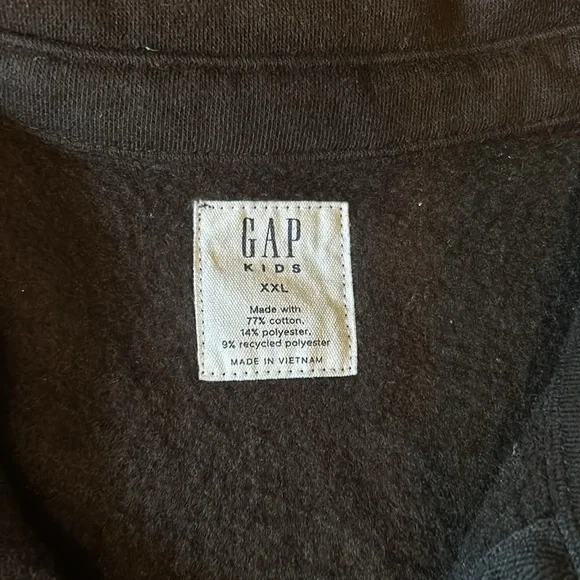 GAP
KIDS
XXL
Made with
77% cotton,
14% polyester,
9% recycled polyester
MADE IN VIETNAM